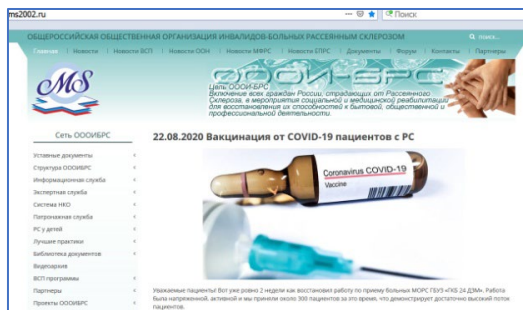 ms2002.ru
Поиск
ОБЩЕРОССИЙСКАЯ ОБЩЕСТВЕННАЯ ОРГАНИЗАЦИЯ ИНВАЛИДОВ-БОЛЬНЫХ РАССЕЯННЫМ СКЛЕРОЗОМ
поиск...
Главная | Новости | Новости ВСП | Новости ООН | Новости МФРС | Новости ЕПРС | Документы | Форум | Контакты | Партнеры
MS
ОООИ-БРС
Цель ОООИ-БРС
Включение всех граждан России, страдающих от Рассеянного
Склероза, в мероприятия социальной и медицинской реабилитации
для восстановления их способностей к бытовой, общественной и
профессиональной деятельности.
Сеть ОООИБРС
Уставные документы
Структура ОООИБРС
Информационная служба
Экспертная служба
Система НКО
Патронажная служба
РС у детей
Лучшие практики
Библиотека документов
Видеоархив
ВСП программы
Партнеры
Проекты ОООИБРС
22.08.2020 Вакцинация от COVID-19 пациентов с РС
Coronavirus COVID-19
Vaccine
Уважаемые пациенты! Вот уже ровно 2 недели как восстановил работу по приему больных МОРС ГБУЗ «ГКБ 24 ДЗМ». Работа
была напряженной, активной и мы приняли около 300 пациентов за это время, что демонстрирует достаточно высокий поток
пациентов.